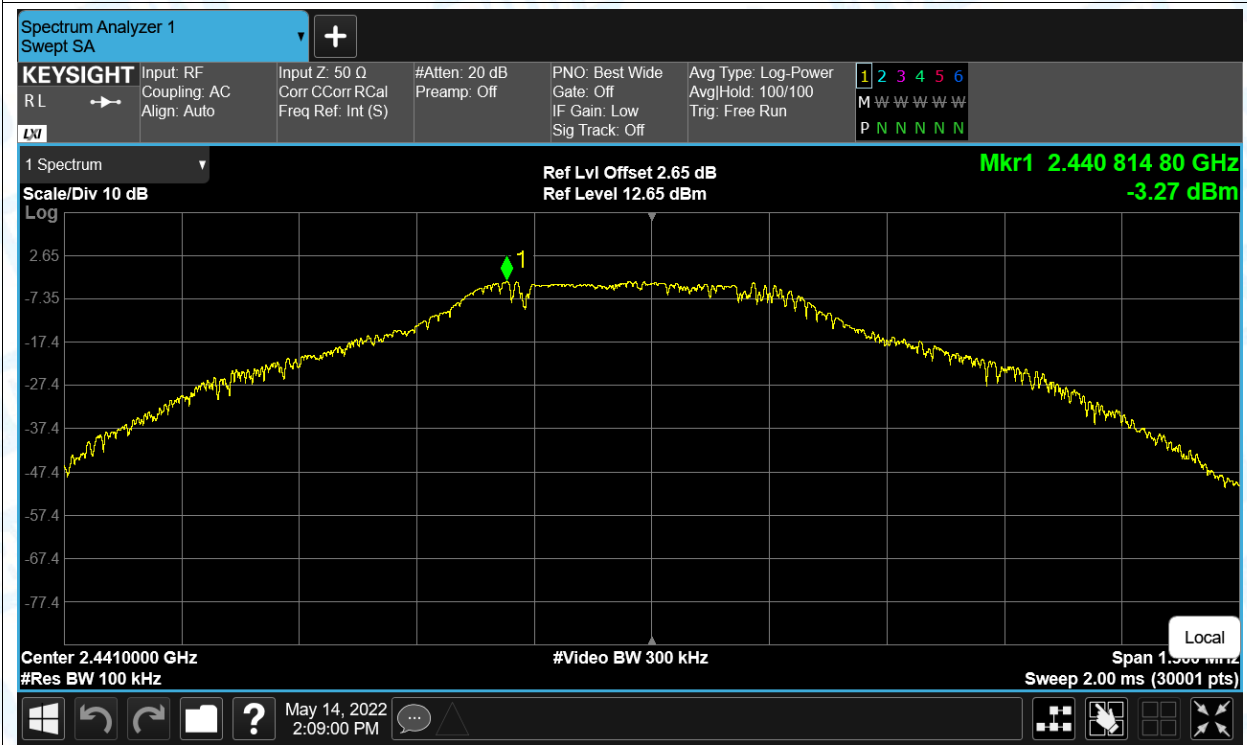 Spectrum Analyzer 1
Swept SA
+
KEYSIGHT
R L
LXI
Input: RF
Coupling: AC
Align: Auto
Input Z: 50 Ω
Corr CCorr RCal
Freq Ref: Int (S)
#Atten: 20 dB
Preamp: Off
PNO: Best Wide
Gate: Off
IF Gain: Low
Sig Track: Off
Avg Type: Log-Power
Avg|Hold: 100/100
Trig: Free Run
1 2 3 4 5 6
M W W W W W
P N N N N N
1 Spectrum
Scale/Div 10 dB
Log
Ref Lvl Offset 2.65 dB
Ref Level 12.65 dBm
Mkr1 2.440 814 80 GHz
-3.27 dBm
1
2.65
-7.35
-17.4
-27.4
-37.4
-47.4
-57.4
-67.4
-77.4
Local
Center 2.4410000 GHz
#Video BW 300 kHz
Span
#Res BW 100 kHz
Sweep 2.00 ms (30001 pts)
?
May 14, 2022
2:09:00 PM